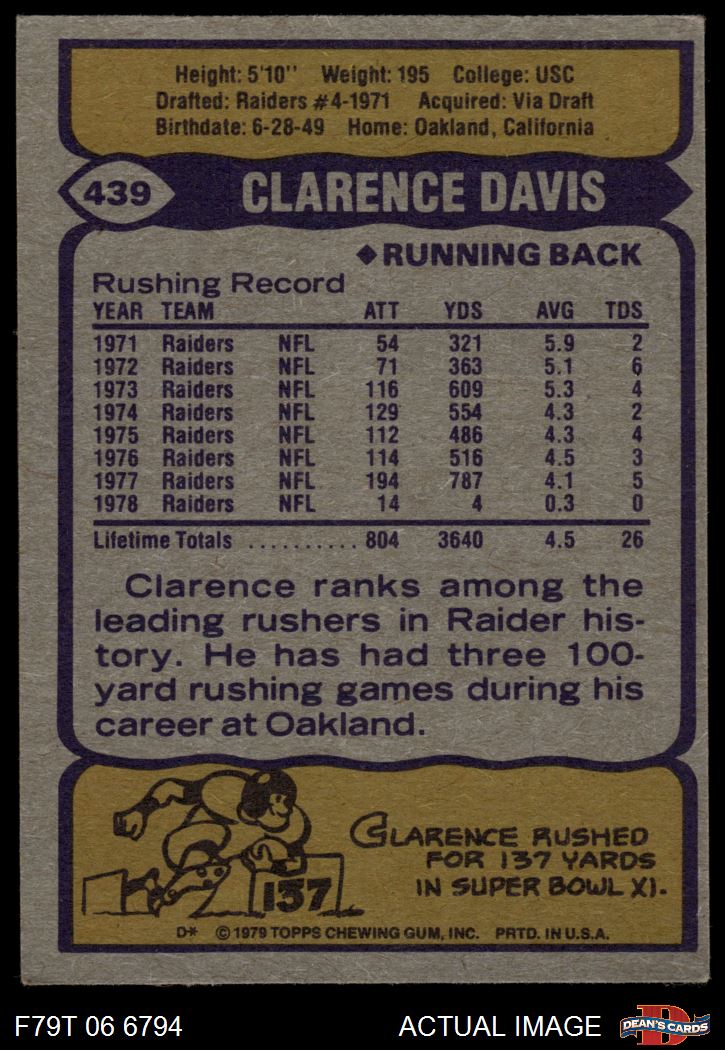 Height: 5'10" Weight: 195 College: USC
Drafted: Raiders #4-1971 Acquired: Via Draft
Birthdate: 6-28-49 Home: Oakland, California
439 CLARENCE DAVIS
◆RUNNING BACK
Rushing Record
YEAR TEAM ATT YDS AVG TDS
1971 Raiders NFL 54 321 5.9 2
1972 Raiders NFL 71 363 5.1 6
1973 Raiders NFL 116 609 5.3 4
1974 Raiders NFL 129 554 4.3 2
1975 Raiders NFL 112 486 4.3 4
1976 Raiders NFL 114 516 4.5 3
1977 Raiders NFL 194 787 4.1 5
1978 Raiders NFL 14 4 0.3 0
Lifetime Totals .......... 804 3640 4.5 26
Clarence ranks among the
leading rushers in Raider his-
tory. He has had three 100-
yard rushing games during his
career at Oakland.
CLARENCE RUSHED
FOR 137 YARDS
IN SUPER BOWL XI.
137
D* ©1979 TOPPS CHEWING GUM, INC. PRTD. IN U.S.A.
F79T 06 6794 ACTUAL IMAGE D DEAN'S CARDS